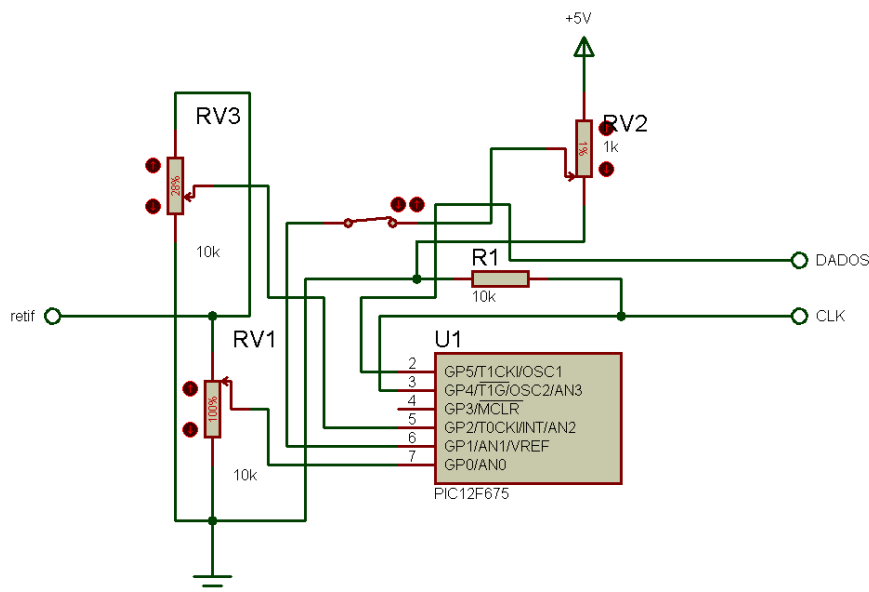 +5V
RV3
RV2
1%
1k
28%
10k
R1
DADOS
10k
retif
CLK
RV1
U1
2 GP5/T1CKI/OSC1
3 GP4/T1G/OSC2/AN3
100%
4 GP3/MCLR
5 GP2/T0CKI/INT/AN2
6 GP1/AN1/VREF
7 GP0/AN0
10k
PIC12F675